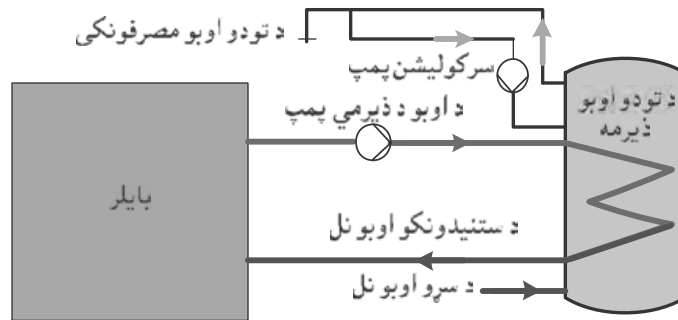 د تودو اوبو مصرفونکی
سرکولیشن پمپ
د تودو اوبو
ذیرمه
د اوبو د ذیرمي پمپ
بایلر
د ستنیدونکو اوبو نل
د سړو اوبو نل